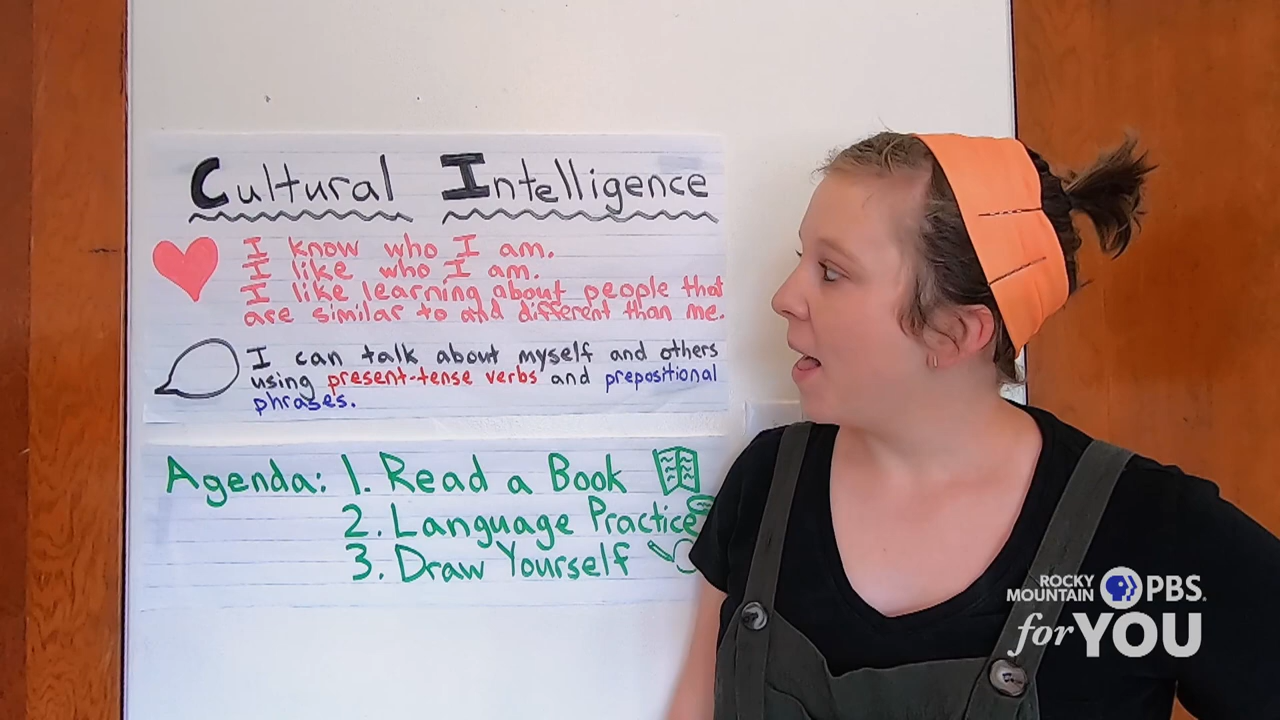 Cultural Intelligence
I know who I am.
I like who I am.
I like learning about people that
are similar to and different than me.
I can talk about myself and others
using present-tense verbs and prepositional
phrases.
Agenda: 1. Read a Book
2. Language Practice
3. Draw Yourself
ROCKY
MOUNTAIN PBS.
for YOU